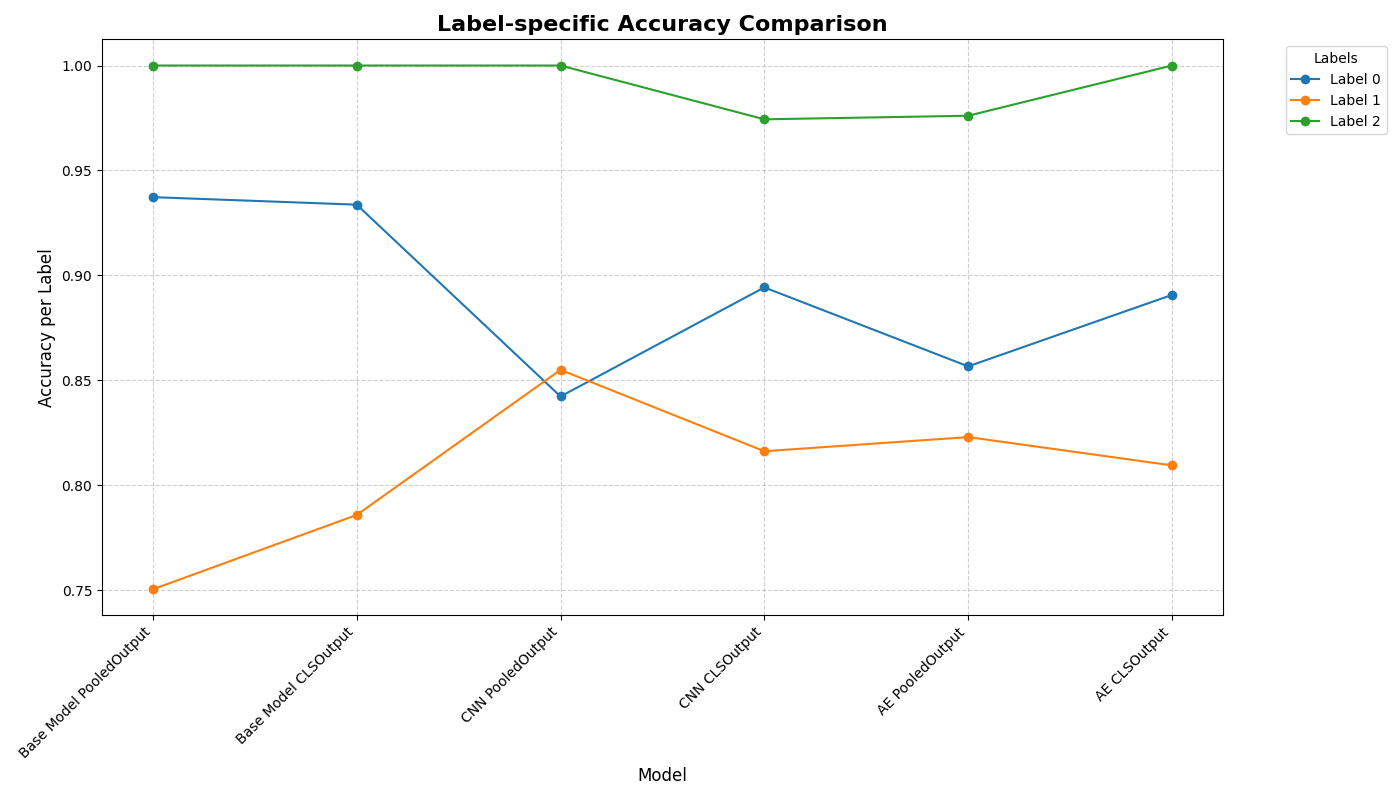 Label-specific Accuracy Comparison
Labels
Label 0
Label 1
Label 2
Accuracy per Label
1.00
0.95
0.90
0.85
0.80
0.75
Base Model PooledOutput
Base Model CLSOutput
CNN PooledOutput
CNN CLSOutput
AE PooledOutput
AE CLSOutput
Model